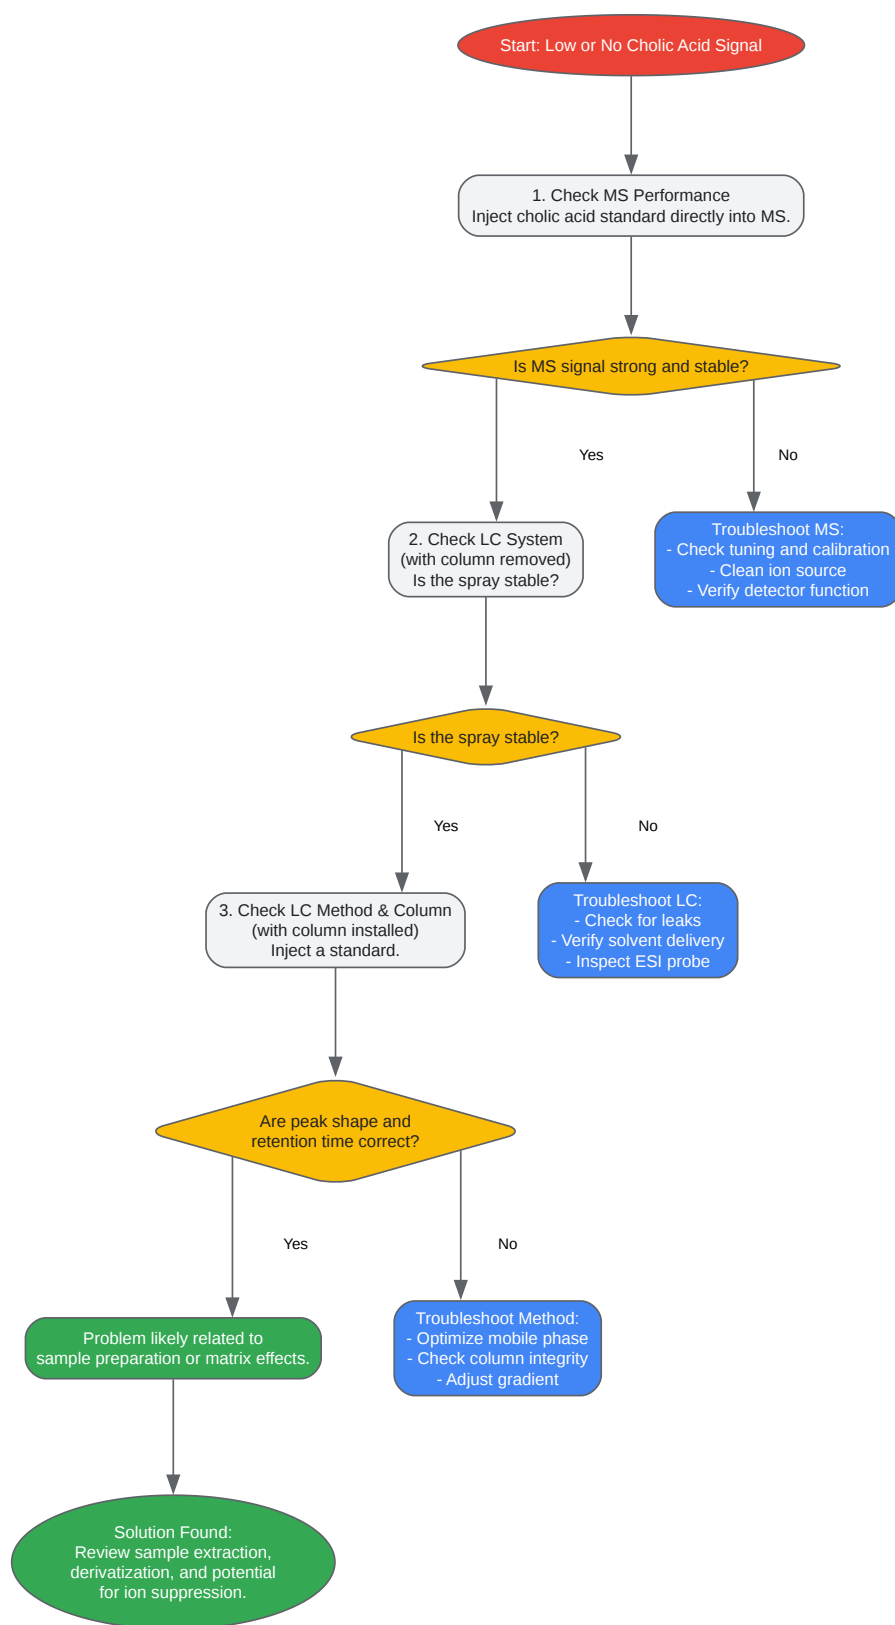 Start: Low or No Cholic Acid Signal
1. Check MS Performance
Inject cholic acid standard directly into MS.
Is MS signal strong and stable?
Yes
No
2. Check LC System
(with column removed)
Is the spray stable?
Troubleshoot MS:
- Check tuning and calibration
- Clean ion source
- Verify detector function
Is the spray stable?
Yes
No
3. Check LC Method & Column
(with column installed)
Inject a standard.
Troubleshoot LC:
- Check for leaks
- Verify solvent delivery
- Inspect ESI probe
Are peak shape and
retention time correct?
Yes
No
Problem likely related to
sample preparation or matrix effects.
Troubleshoot Method:
- Optimize mobile phase
- Check column integrity
- Adjust gradient
Solution Found:
Review sample extraction,
derivatization, and potential
for ion suppression.